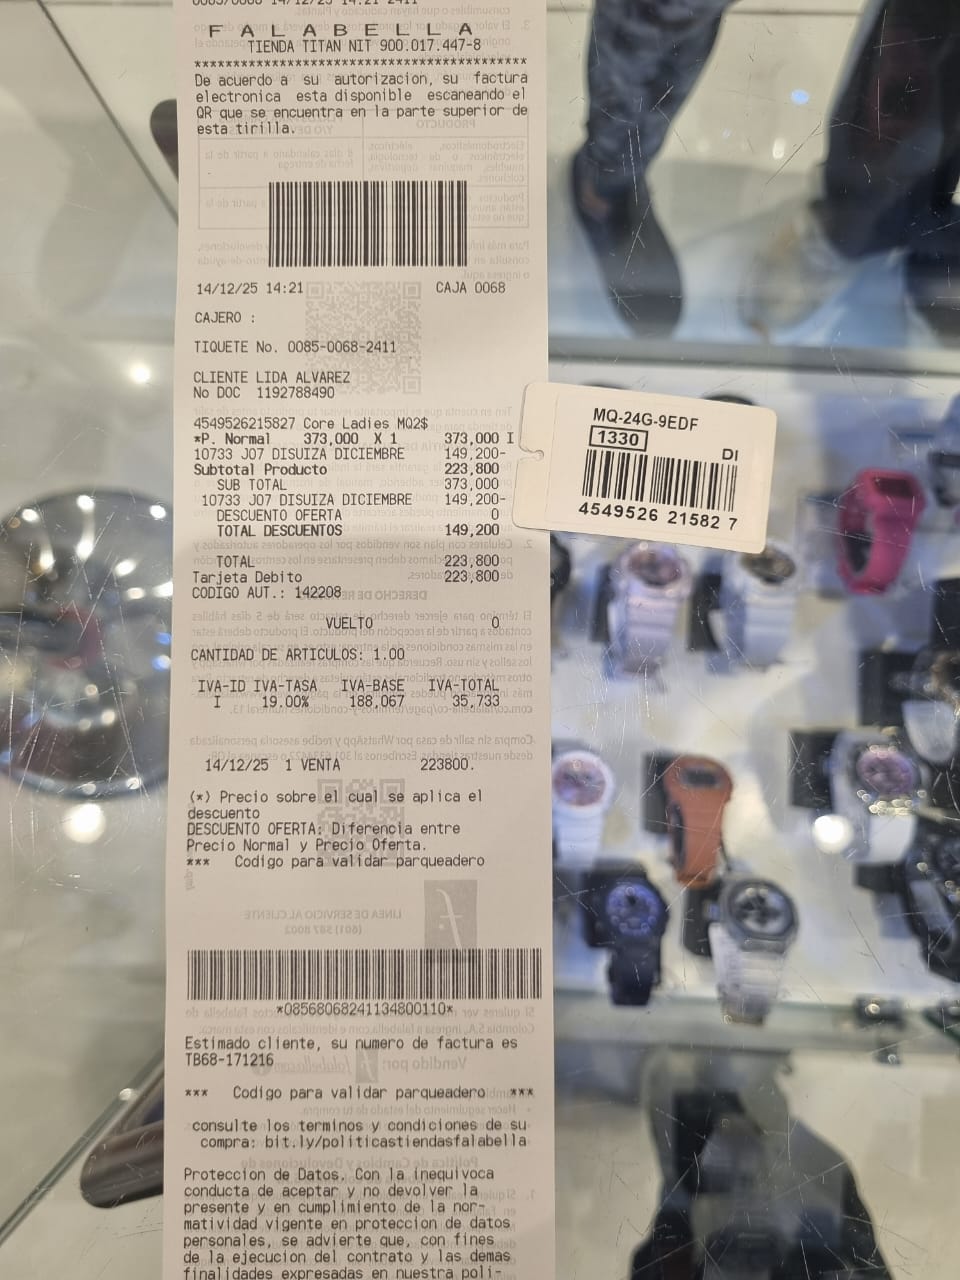 F A L A B E L L A
TIENDA TITAN NIT 900.017.447-8
****************************************
De acuerdo a su autorizacion, su factura
electronica esta disponible escaneando el
QR que se encuentra en la parte superior de
esta tirilla.
14/12/25 14:21 CAJA 0068
CAJERO :
TIQUETE No. 0085-0068-2411
CLIENTE LIDA ALVAREZ
No DOC 1192788490
4549526215827 Core Ladies MQ2$
*P. Normal 373,000 X 1 373,000 I
10733 J07 DISUIZA DICIEMBRE 149,200-
Subtotal Producto 223,800
SUB TOTAL 373,000
10733 J07 DISUIZA DICIEMBRE 149,200-
DESCUENTO OFERTA 0
TOTAL DESCUENTOS 149,200
TOTAL 223,800
Tarjeta Debito 223,800
CODIGO AUT.: 142208
VUELTO 0
CANTIDAD DE ARTICULOS: 1.00
IVA-ID IVA-TASA IVA-BASE IVA-TOTAL
I 19.00% 188,067 35,733
14/12/25 1 VENTA 223800.
(*) Precio sobre el cual se aplica el
descuento
DESCUENTO OFERTA: Diferencia entre
Precio Normal y Precio Oferta.
*** Codigo para validar parqueadero
*08568068241134800110*
Estimado cliente, su numero de factura es
TB68-171216
*** Codigo para validar parqueadero ***
consulte los terminos y condiciones de su
compra: bit.ly/politicastiendasfalabella
Proteccion de Datos. Con la inequivoca
conducta de aceptar y no devolver la
presente y en cumplimiento de la nor-
matividad vigente en proteccion de datos
personales, se advierte que, con fines
de la ejecucion del contrato y las demas
finalidades expresadas en nuestra poli-
MQ-24G-9EDF
1330
DI
4549526 21582 7